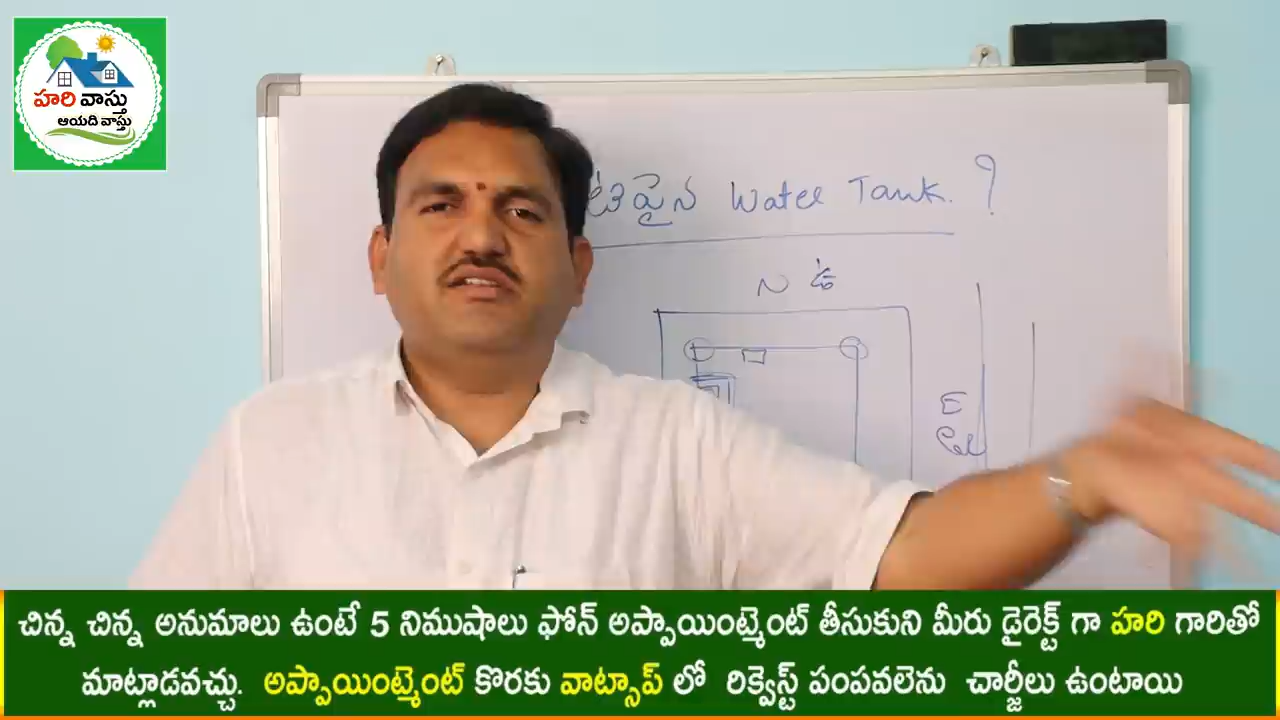 హరి వాస్తు
ఆయది వాస్తు
టిపైన Water Tank. ?
N ఉ
E
చిన్న చిన్న అనుమాలు ఉంటే 5 నిముషాలు ఫోన్ అప్పాయింట్మెంట్ తీసుకుని మీరు డైరెక్ట్ గా హరి గారితో
మాట్లాడవచ్చు. అప్పాయింట్మెంట్ కొరకు వాట్సాప్ లో రిక్వెస్ట్ పంపవలెను చార్జీలు ఉంటాయి